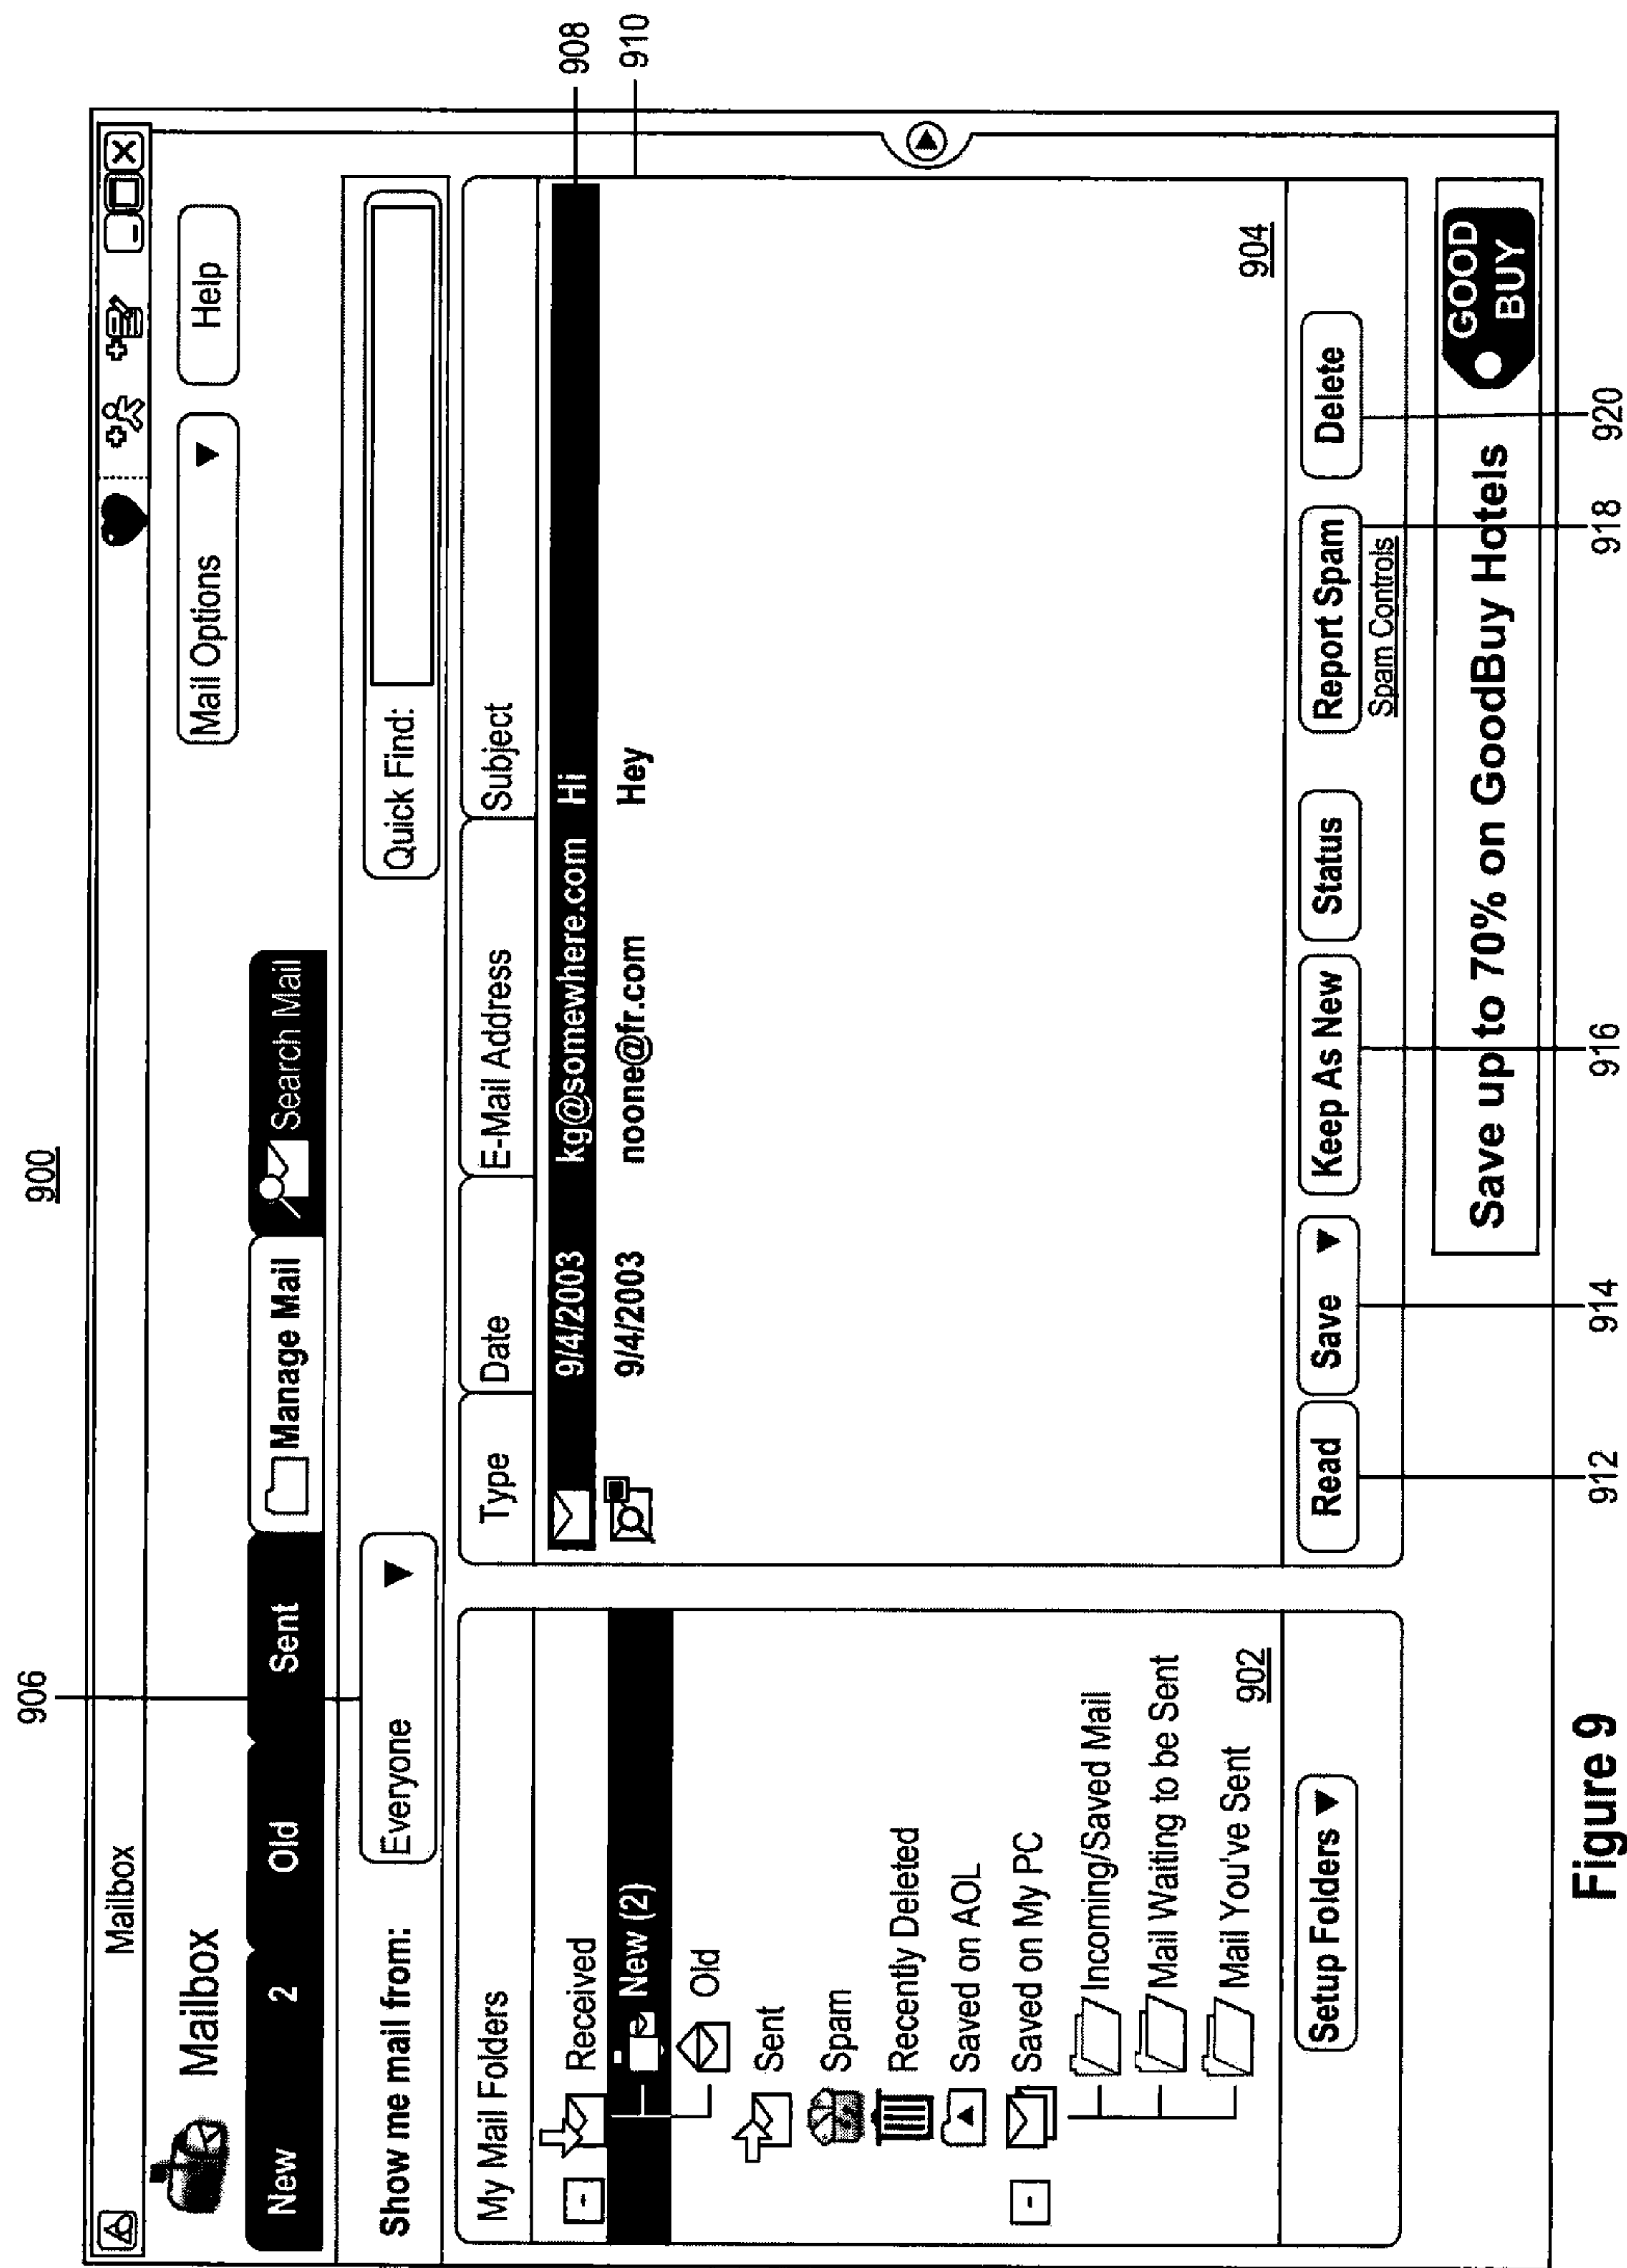 900
906
Mailbox
Mailbox
Mail Options ▼
Help
New 2 Old Sent Manage Mail Search Mail
Show me mail from: Everyone ▼
Quick Find:
My Mail Folders
Received
New (2)
Old
Sent
Spam
Recently Deleted
Saved on AOL
Saved on My PC
Incoming/Saved Mail
Mail Waiting to be Sent
Mail You've Sent
902
Setup Folders ▼
Type Date E-Mail Address Subject
9/4/2003 kg@somewhere.com Hi
9/4/2003 noone@fr.com Hey
908
910
904
Read Save ▼ Keep As New Status Report Spam Delete
Spam Controls
Save up to 70% on GoodBuy Hotels
GOOD
BUY
912 914 916 918 920
Figure 9